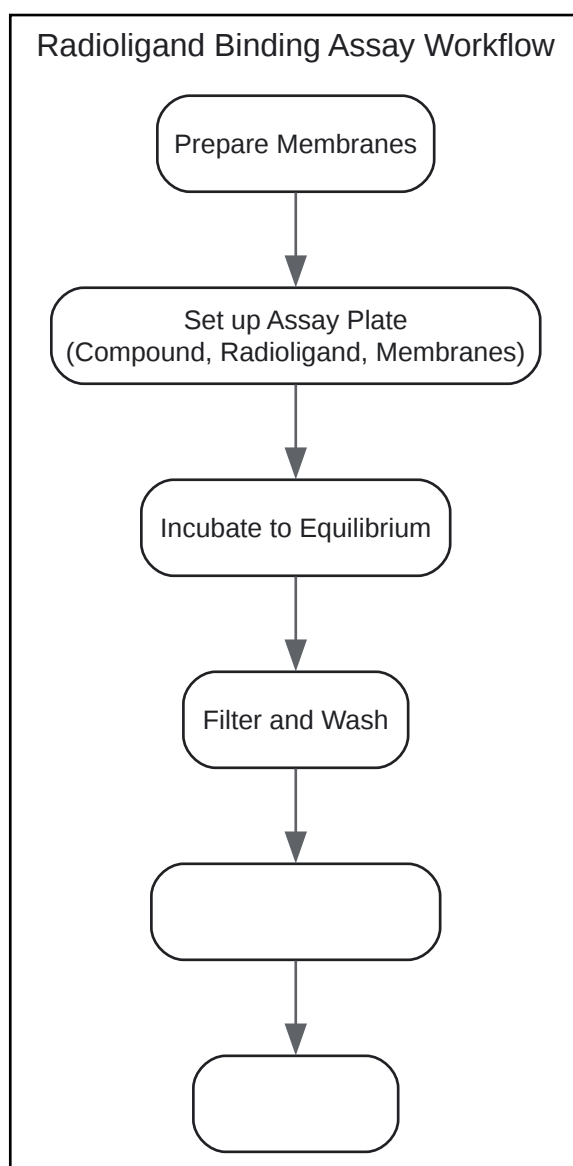 Radioligand Binding Assay Workflow
Prepare Membranes
Set up Assay Plate
(Compound, Radioligand, Membranes)
Incubate to Equilibrium
Filter and Wash